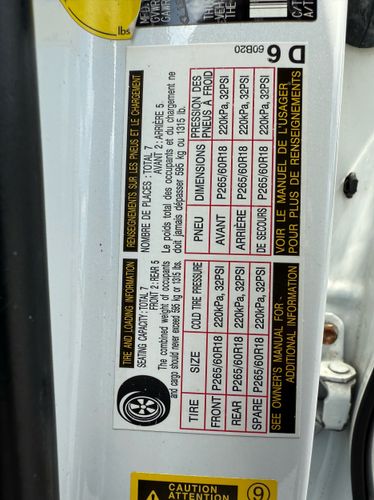 TIRE AND LOADING INFORMATION
SEATING CAPACITY : TOTAL 7
FRONT 2 : REAR 5
The combined weight of occupants
and cargo should never exceed 595 kg or 1315 lbs.
TIRE SIZE COLD TIRE PRESSURE
FRONT P265/60R18 220kPa, 32PSI
REAR P265/60R18 220kPa, 32PSI
SPARE P265/60R18 220kPa, 32PSI
SEE OWNER'S MANUAL FOR
ADDITIONAL INFORMATION
RENSEIGNEMENTS SUR LES PNEUS ET LE CHARGEMENT
NOMBRE DE PLACES : TOTAL 7
AVANT 2 : ARRIÈRE 5
Le poids total des occupants et du chargement ne
doit jamais dépasser 595 kg ou 1315 lb.
PNEU DIMENSIONS PRESSION DES
PNEUS À FROID
AVANT P265/60R18 220kPa, 32PSI
ARRIÈRE P265/60R18 220kPa, 32PSI
DE SECOURS P265/60R18 220kPa, 32PSI
VOIR LE MANUEL DE L'USAGER
POUR PLUS DE RENSEIGNEMENTS
60B20
D6
lbs
CAUTION
ATTENTION